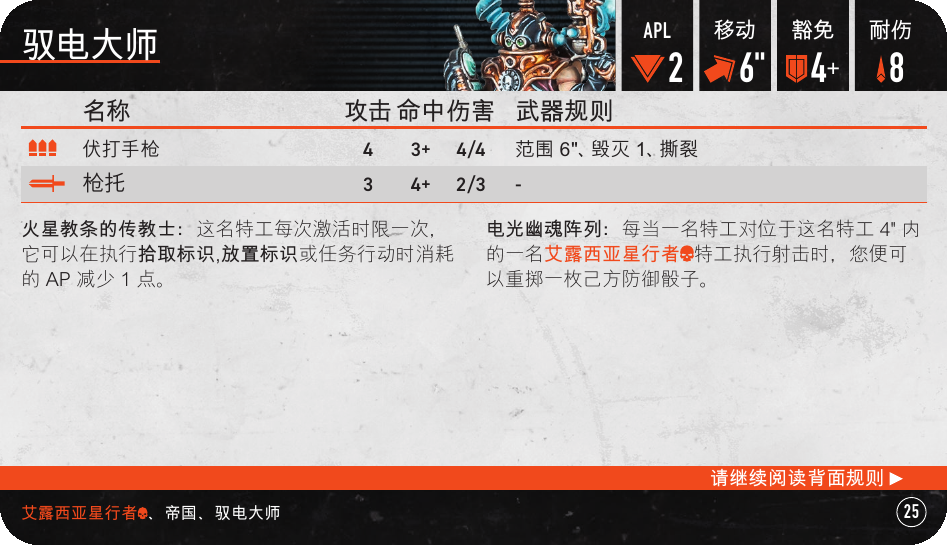 驭电大师
APL 移动 豁免 耐伤
2 6" 4+ 8
名称 攻击 命中 伤害 武器规则
伏打手枪 4 3+ 4/4 范围 6"、毁灭 1、撕裂
枪托 3 4+ 2/3 -
火星教条的传教士：这名特工每次激活时限一次，
它可以在执行拾取标识,放置标识或任务行动时消耗
的 AP 减少 1 点。
电光幽魂阵列：每当一名特工对位于这名特工 4" 内
的一名艾露西亚星行者特工执行射击时，您便可
以重掷一枚己方防御骰子。
请继续阅读背面规则
艾露西亚星行者、帝国、驭电大师
25